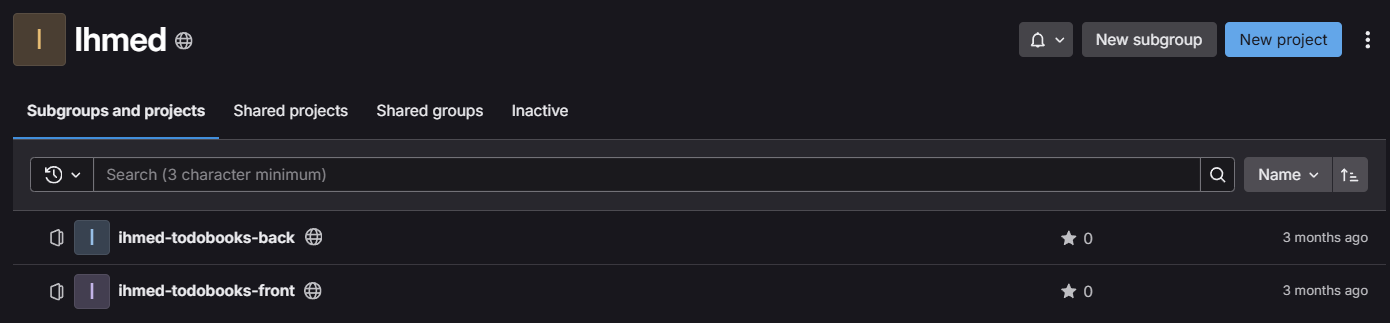 I Ihmed
New subgroup New project
Subgroups and projects Shared projects Shared groups Inactive
Search (3 character minimum) Name
I ihmed-todobooks-back 0 3 months ago
I ihmed-todobooks-front 0 3 months ago